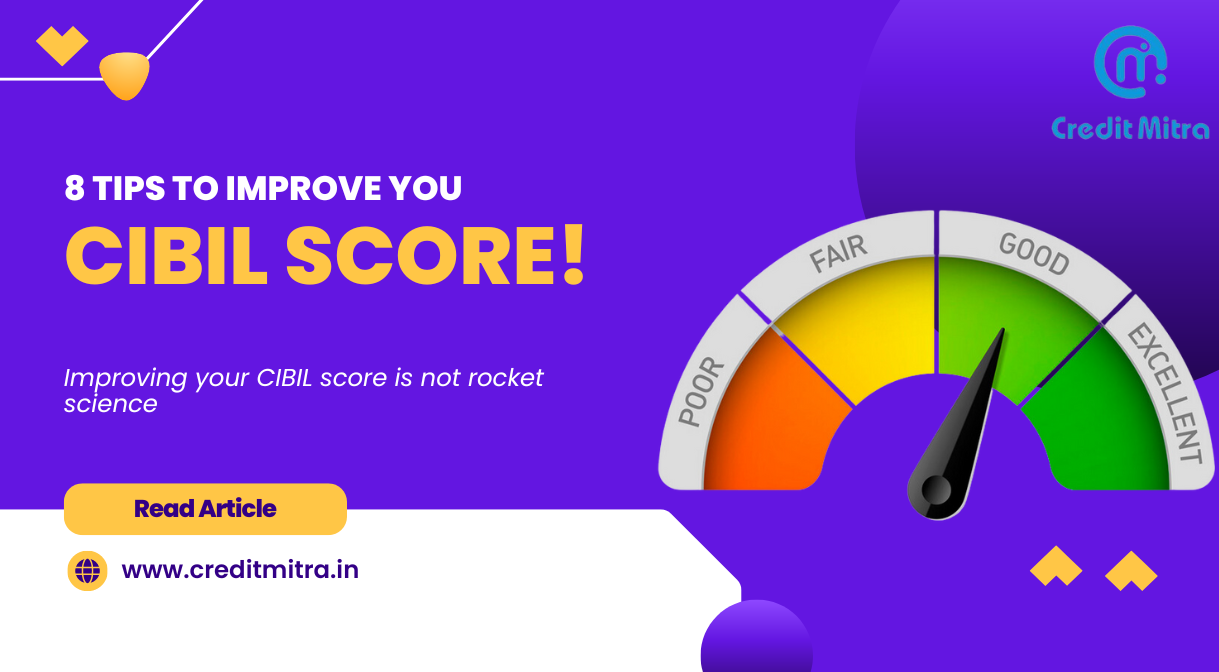 Credit Mitra
8 TIPS TO IMPROVE YOU
CIBIL SCORE!
Improving your CIBIL score is not rocket
science
Read Article
www.creditmitra.in
POOR
FAIR
GOOD
EXCELLENT